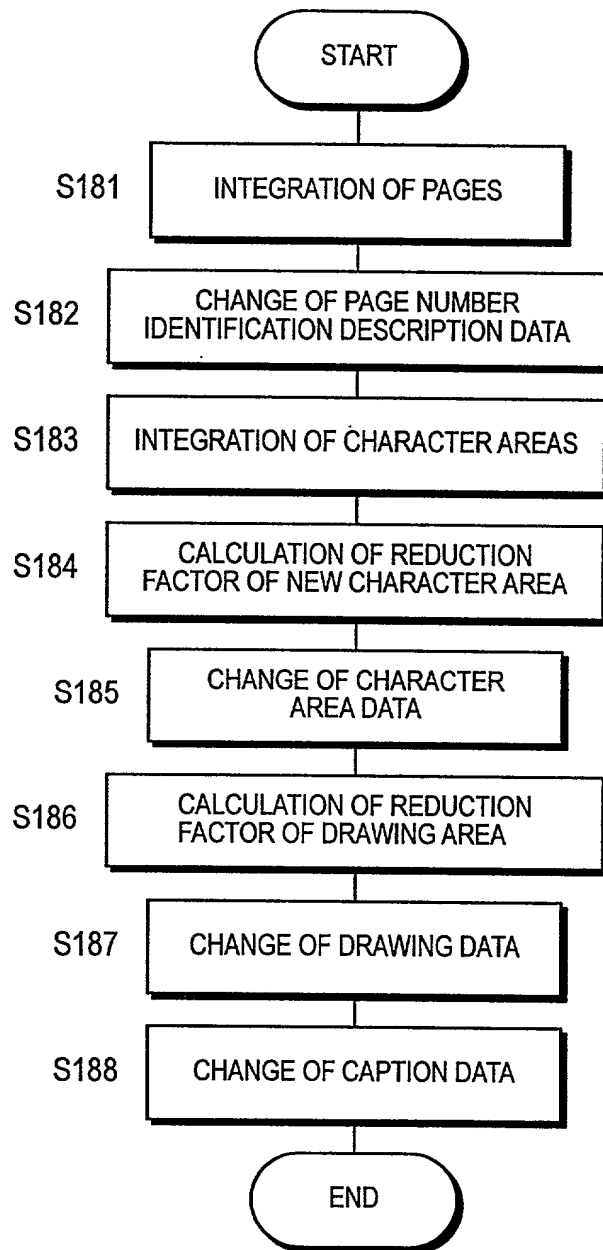 START
S181
INTEGRATION OF PAGES
S182
CHANGE OF PAGE NUMBER
IDENTIFICATION DESCRIPTION DATA
S183
INTEGRATION OF CHARACTER AREAS
S184
CALCULATION OF REDUCTION
FACTOR OF NEW CHARACTER AREA
S185
CHANGE OF CHARACTER
AREA DATA
S186
CALCULATION OF REDUCTION
FACTOR OF DRAWING AREA
S187
CHANGE OF DRAWING DATA
S188
CHANGE OF CAPTION DATA
END